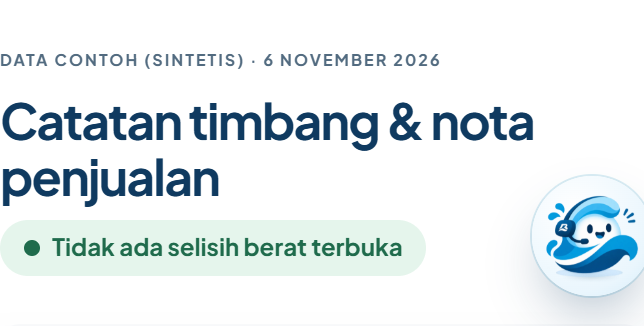 DATA CONTOH (SINTETIS) · 6 NOVEMBER 2026
Catatan timbang & nota
penjualan
Tidak ada selisih berat terbuka